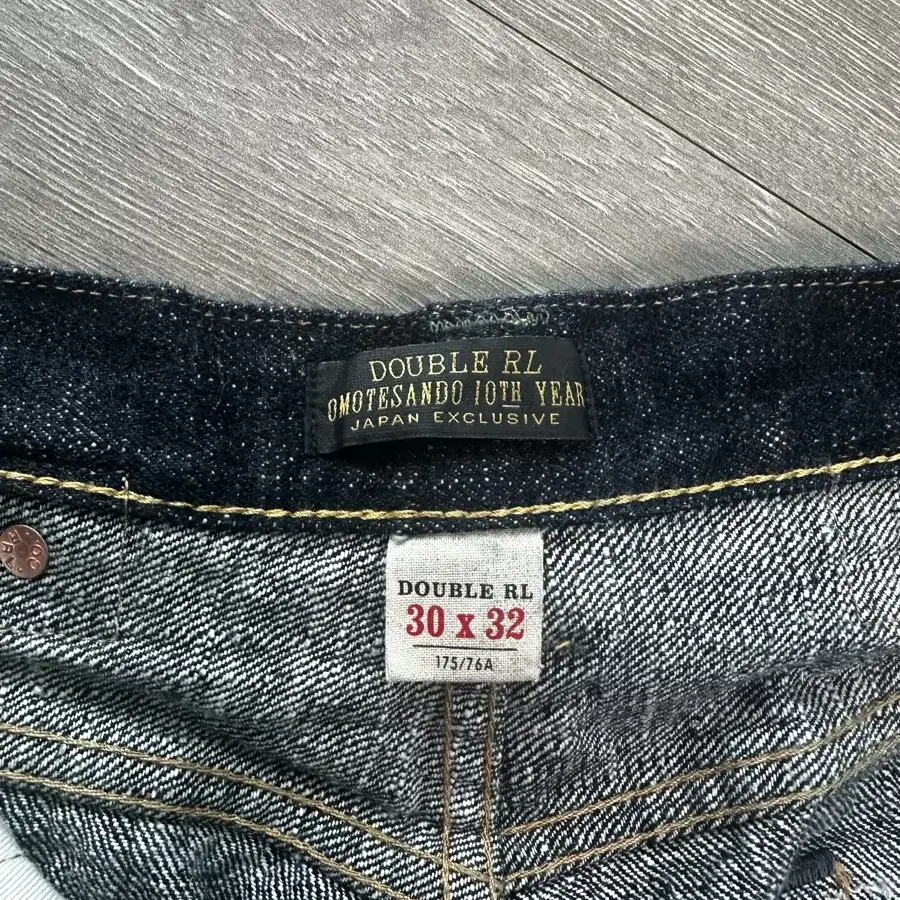 DOUBLE RL
OMOTESANDO 10TH YEAR
JAPAN EXCLUSIVE
DOUBLE RL
30 x 32
175/76A